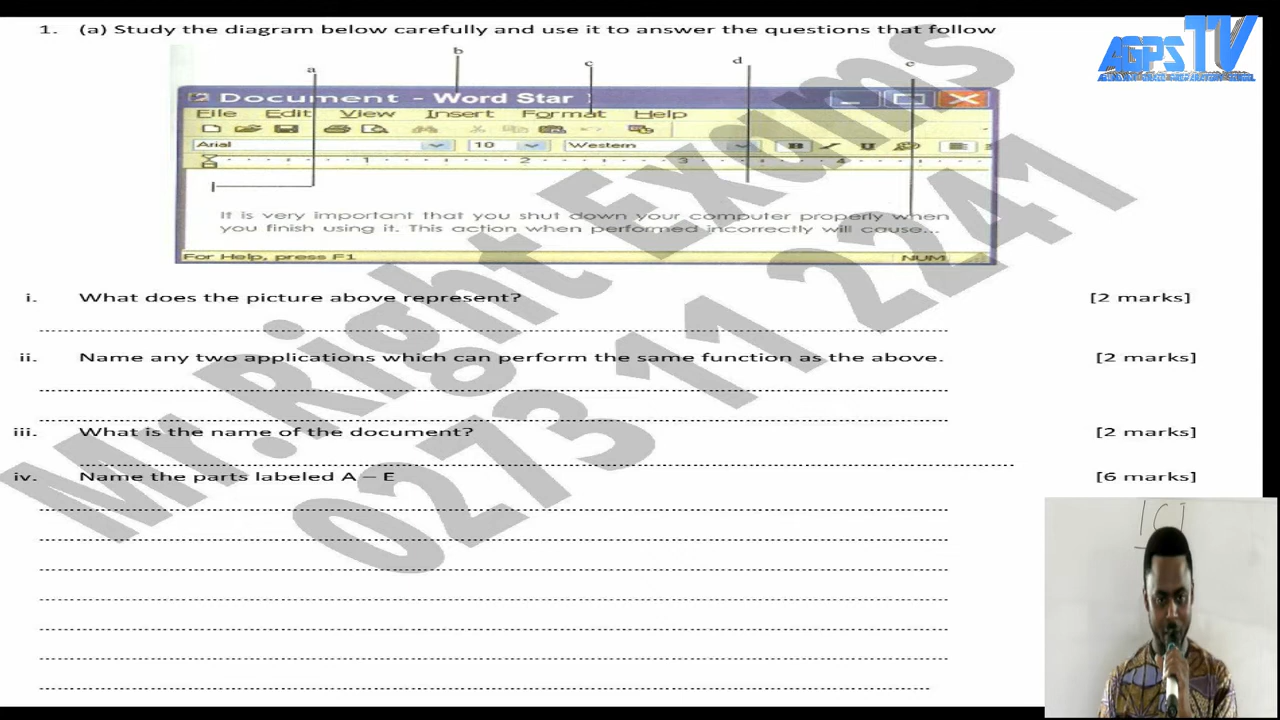 1. (a) Study the diagram below carefully and use it to answer the questions that follow
AGPS TV
a b c d e
Document - Word Star
File Edit View Insert Format Help
Arial 10 Western B U
1 2 3 4
It is very important that you shut down your computer properly when
you finish using it. This action when performed incorrectly will cause...
For Help, press F1 NUM
i. What does the picture above represent? [2 marks]
ii. Name any two applications which can perform the same function as the above. [2 marks]
iii. What is the name of the document? [2 marks]
iv. Name the parts labeled A – E [6 marks]
Mr.Right Exams
0273 11 2241
ICT